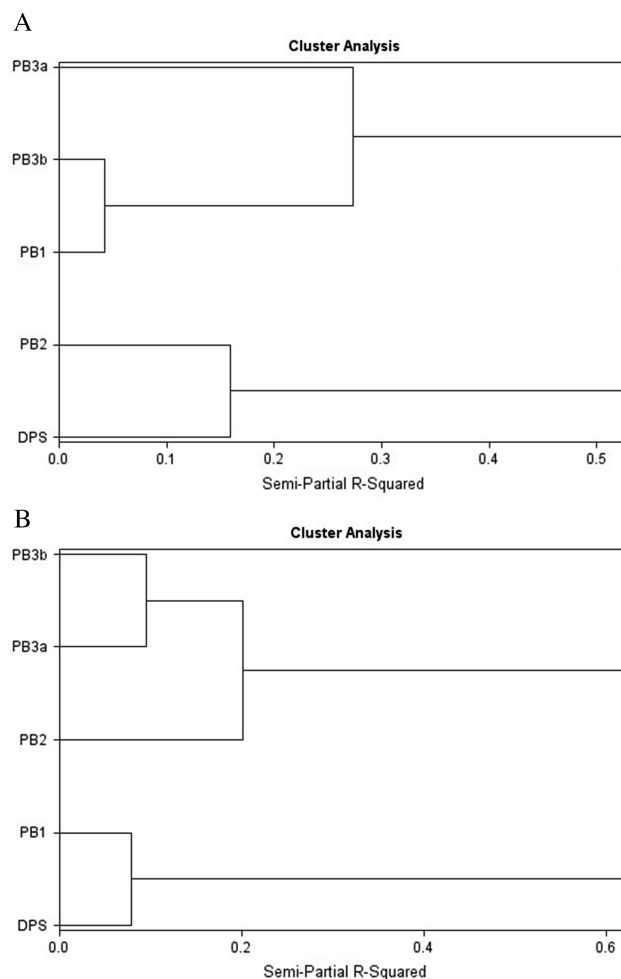 A
Cluster Analysis
PB3a
PB3b
PB1
PB2
DPS
0.0 0.1 0.2 0.3 0.4 0.5
Semi-Partial R-Squared
B
Cluster Analysis
PB3b
PB3a
PB2
PB1
DPS
0.0 0.2 0.4 0.6
Semi-Partial R-Squared